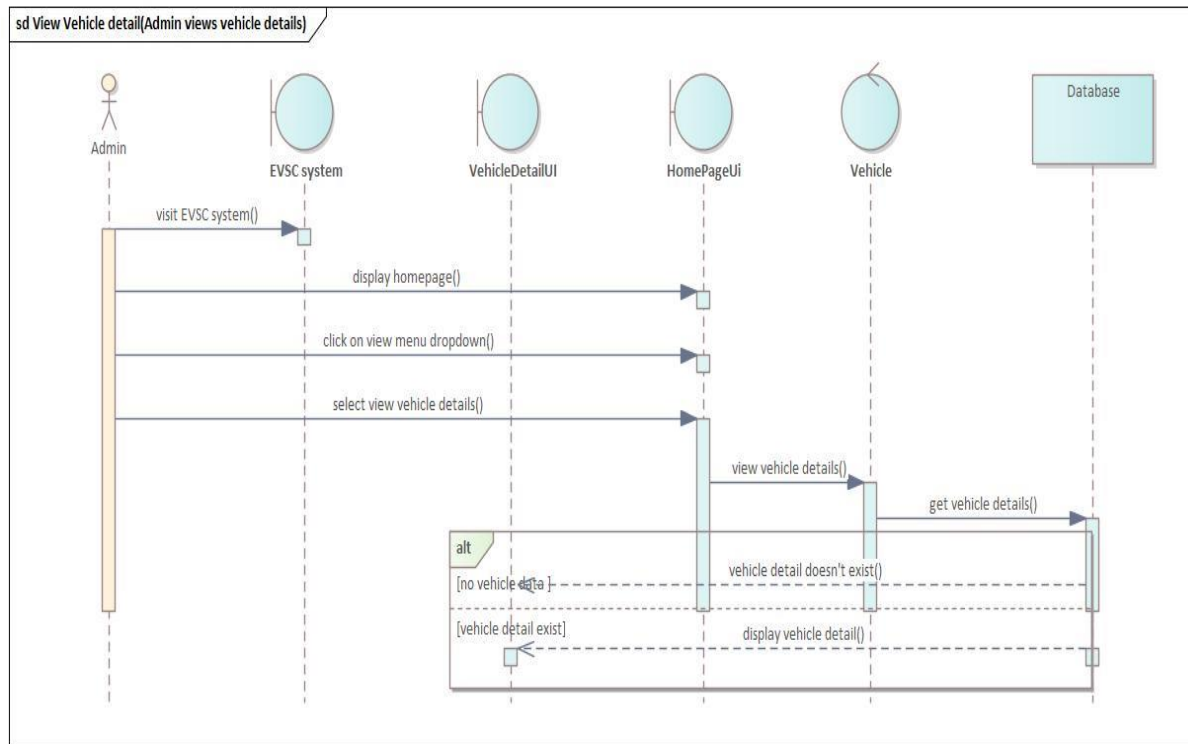 sd View Vehicle detail(Admin views vehicle details)
Database
Admin
EVSC system
VehicleDetailUI
HomePageUi
Vehicle
visit EVSC system()
display homepage()
click on view menu dropdown()
select view vehicle details()
view vehicle details()
get vehicle details()
alt
vehicle detail doesn't exist()
[no vehicle data ]
[vehicle detail exist]
display vehicle detail()